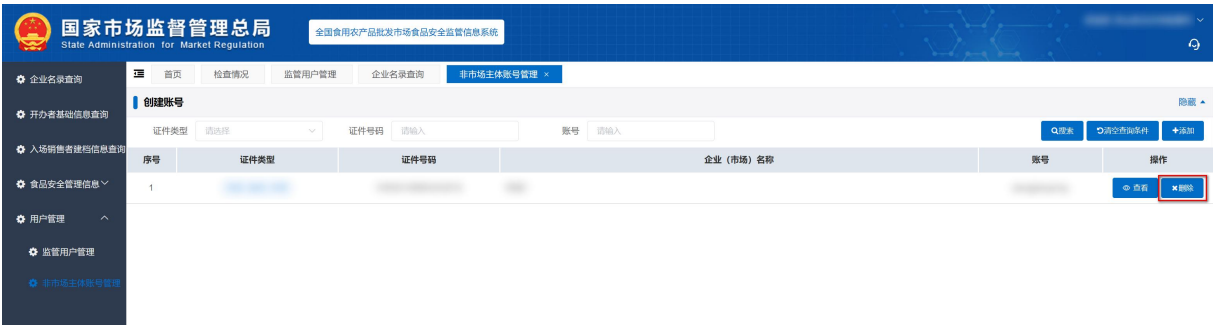 国家市场监督管理总局
State Administration for Market Regulation
全国食用农产品批发市场食品安全监管信息系统
企业名录查询
开办者基础信息查询
入场销售者建档信息查询
食品安全管理信息
用户管理
监管用户管理
非市场主体账号管理
首页 检查情况 监管用户管理 企业名录查询 非市场主体账号管理 ×
创建账号 隐藏
证件类型 请选择 证件号码 请输入 账号 请输入 搜索 清空查询条件 添加
序号 证件类型 证件号码 企业（市场）名称 账号 操作
1 查看 删除